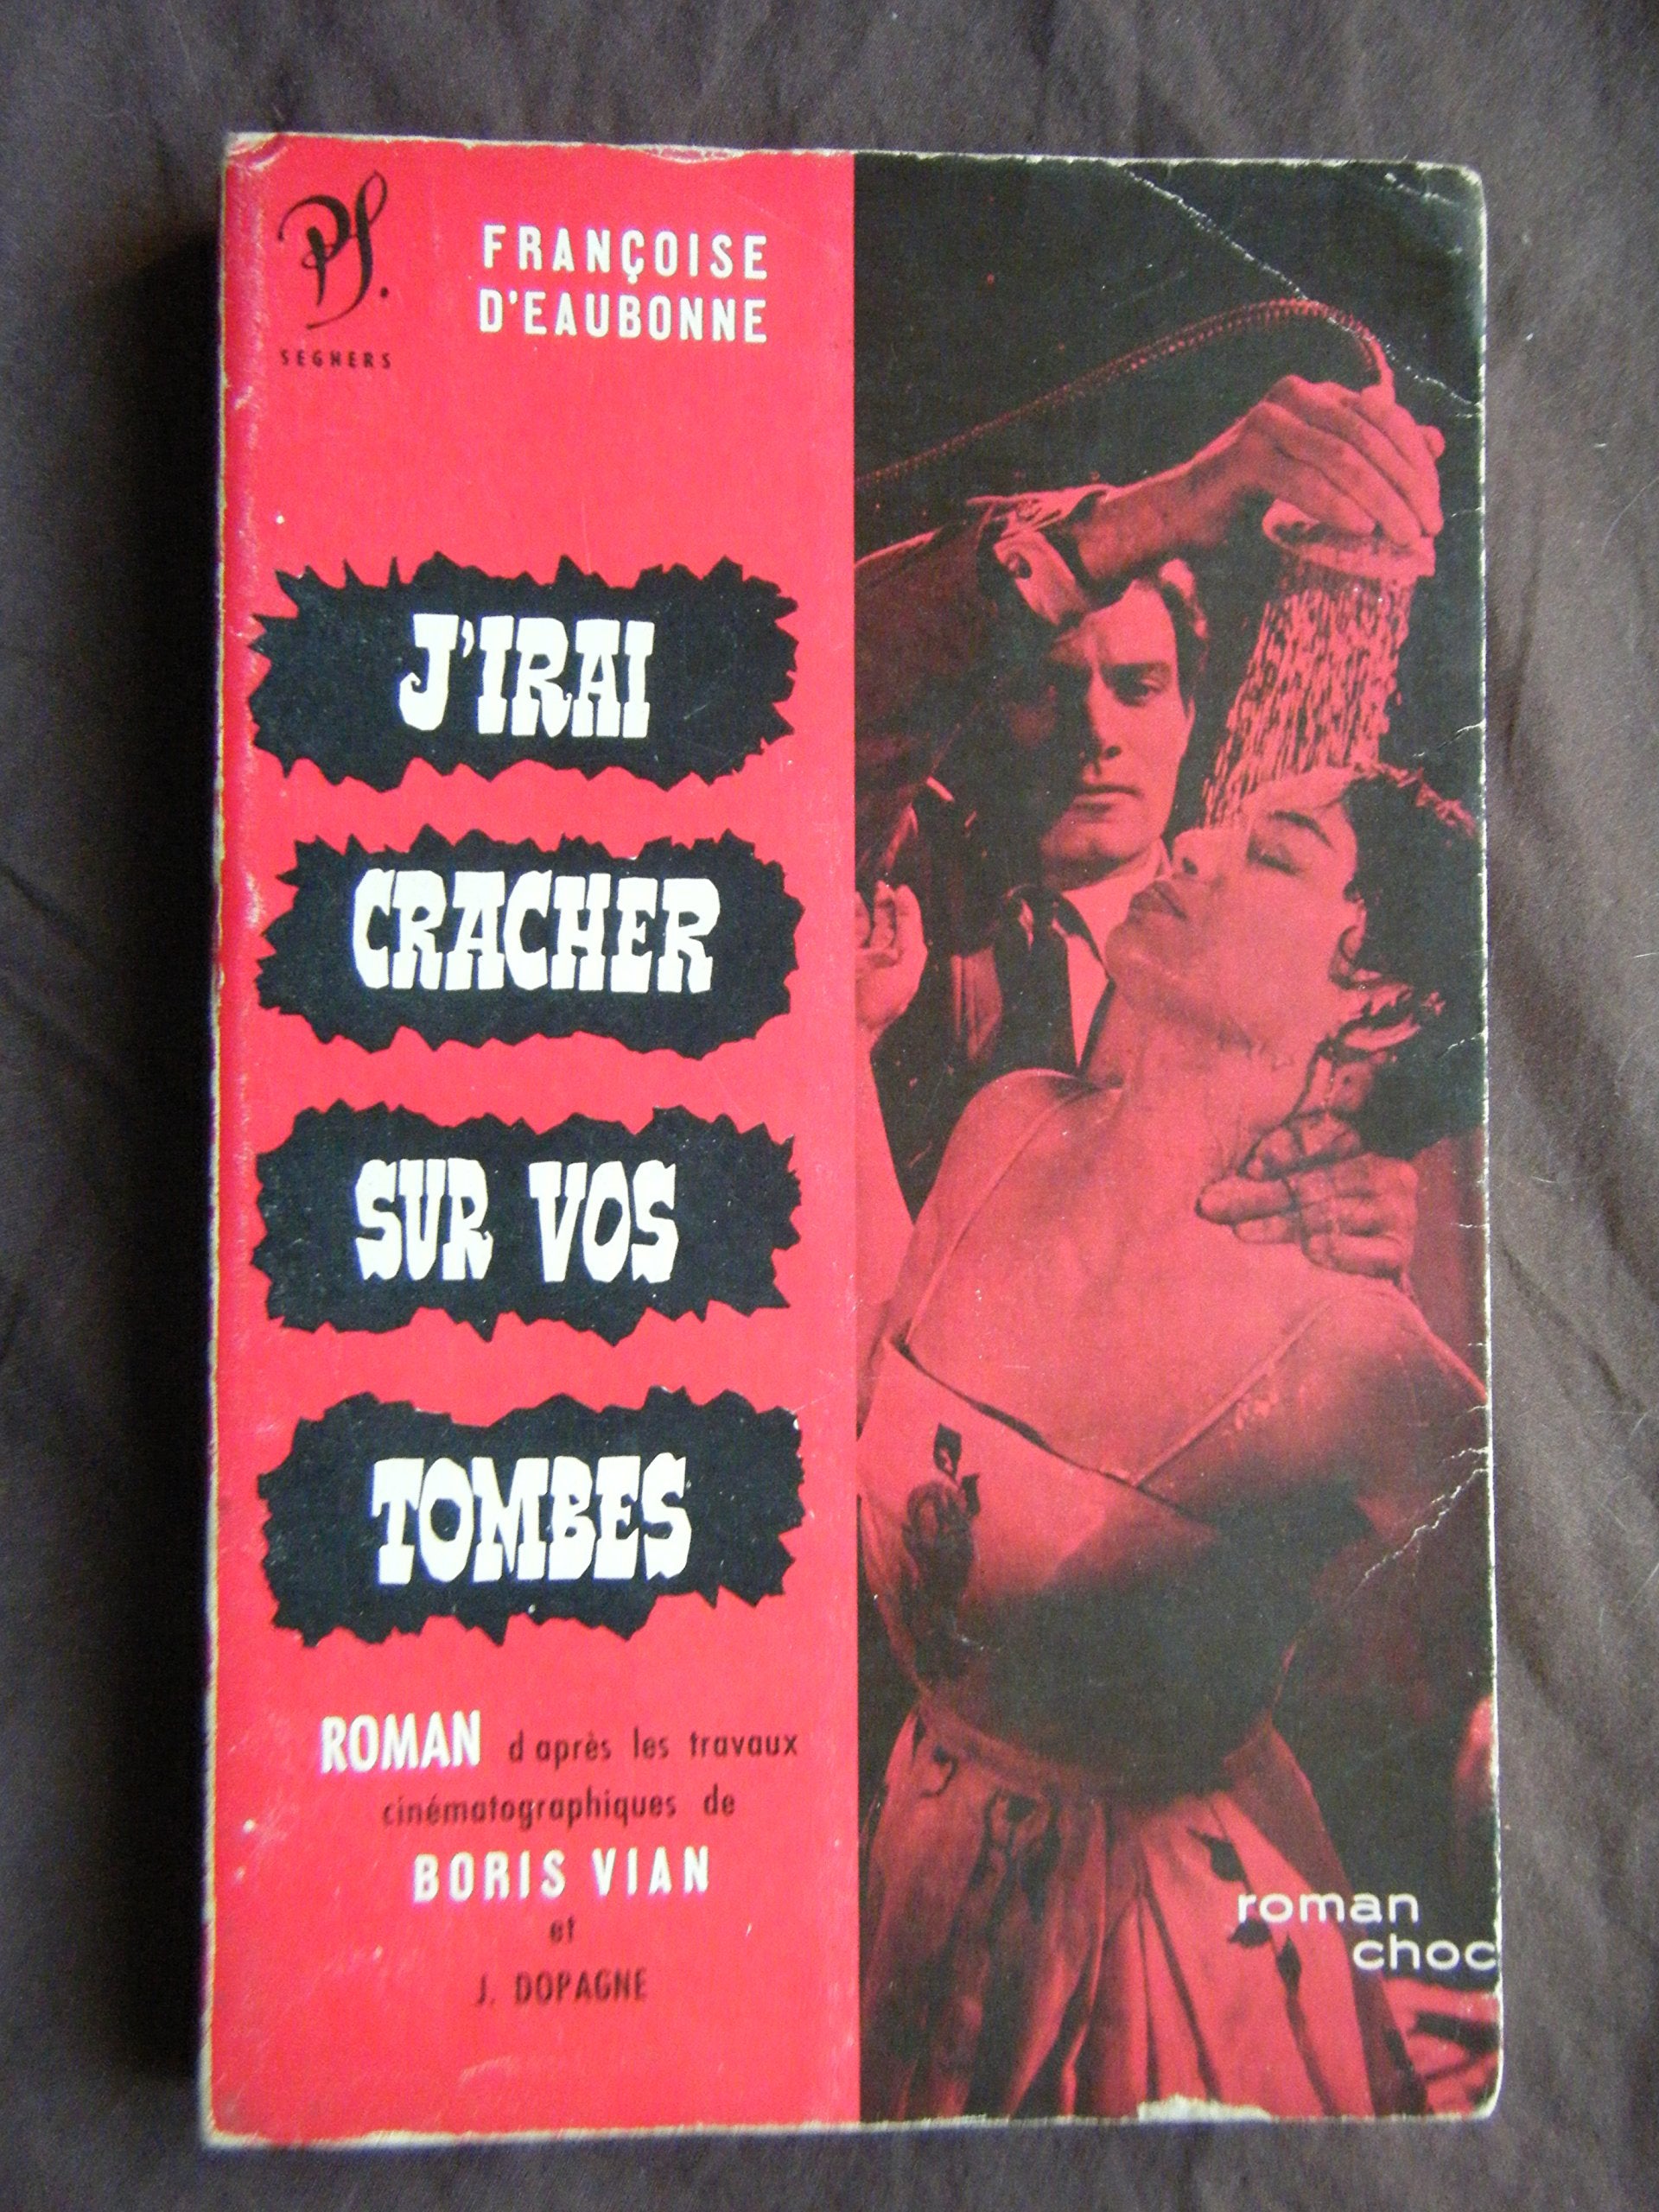 PS.
SEGHERS
FRANÇOISE
D'EAUBONNE
J'IRAI
CRACHER
SUR VOS
TOMBES
ROMAN d'après les travaux
cinématographiques de
BORIS VIAN
et
J. DOPAGNE
roman
choc